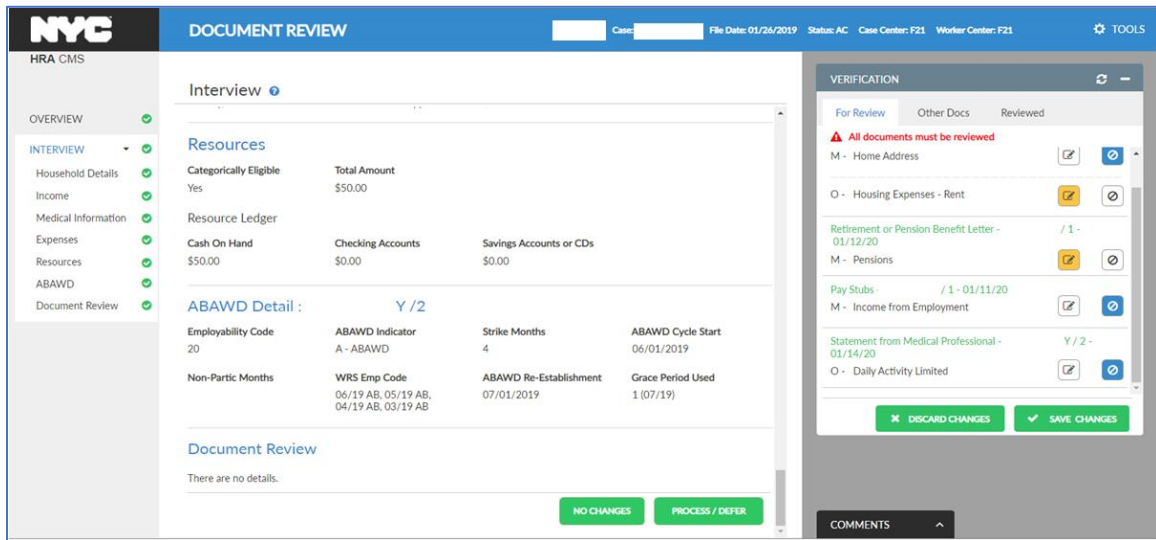 NYC
DOCUMENT REVIEW
Case:
File Date: 01/26/2019 Status: AC Case Center: F21 Worker Center: F21
TOOLS
HRA CMS
OVERVIEW
INTERVIEW
Household Details
Income
Medical Information
Expenses
Resources
ABAWD
Document Review
Interview
Resources
Categorically Eligible Total Amount
Yes $50.00
Resource Ledger
Cash On Hand Checking Accounts Savings Accounts or CDs
$50.00 $0.00 $0.00
ABAWD Detail : Y /2
Employability Code ABAWD Indicator Strike Months ABAWD Cycle Start
20 A - ABAWD 4 06/01/2019
Non-Partic Months WRS Emp Code ABAWD Re-Establishment Grace Period Used
06/19 AB, 05/19 AB, 07/01/2019 1 (07/19)
04/19 AB, 03/19 AB
Document Review
There are no details.
NO CHANGES PROCESS / DEFER
VERIFICATION
For Review Other Docs Reviewed
All documents must be reviewed
M - Home Address
O - Housing Expenses - Rent
Retirement or Pension Benefit Letter - / 1 -
01/12/20
M - Pensions
Pay Stubs - / 1 - 01/11/20
M - Income from Employment
Statement from Medical Professional - Y / 2 -
01/14/20
O - Daily Activity Limited
DISCARD CHANGES SAVE CHANGES
COMMENTS